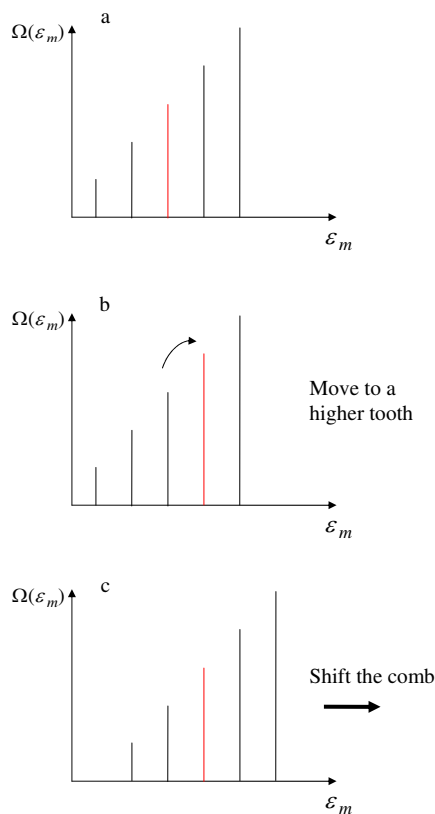 a
Ω(ε_m)
ε_m
b
Ω(ε_m)
Move to a
higher tooth
ε_m
c
Ω(ε_m)
Shift the comb
ε_m